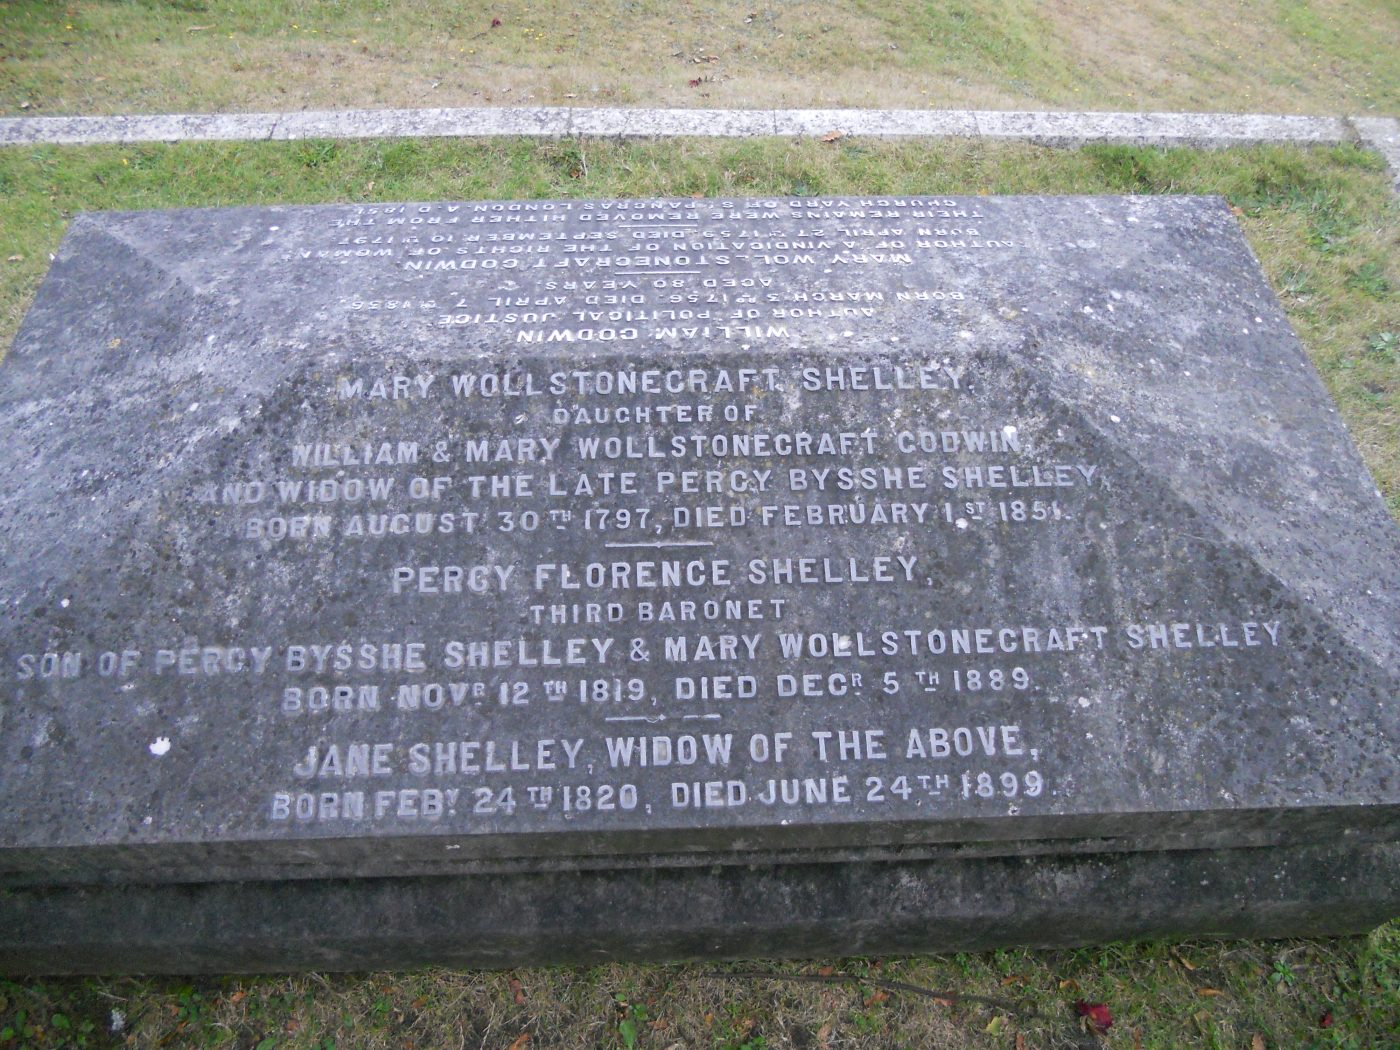 MARY WOLLSTONECRAFT SHELLEY.
DAUGHTER OF
WILLIAM & MARY WOLLSTONECRAFT GODWIN,
AND WIDOW OF THE LATE PERCY BYSSHE SHELLEY,
BORN AUGUST 30TH 1797, DIED FEBRUARY 1ST 1851.
PERCY FLORENCE SHELLEY,
THIRD BARONET
SON OF PERCY BYSSHE SHELLEY & MARY WOLLSTONECRAFT SHELLEY
BORN NOVR 12TH 1819, DIED DECR 5TH 1889.
JANE SHELLEY, WIDOW OF THE ABOVE,
BORN FEBY 24TH 1820, DIED JUNE 24TH 1899.
WILLIAM GODWIN
AUTHOR OF POLITICAL JUSTICE
BORN MARCH 3RD 1756, DIED APRIL 7TH 1836,
AGED 80 YEARS.
MARY WOLLSTONECRAFT GODWIN,
AUTHOR OF A VINDICATION OF THE RIGHTS OF WOMAN,
BORN APRIL 27TH 1759, DIED SEPTEMBER 10TH 1797
THEIR REMAINS WERE REMOVED HITHER FROM THE
CHURCH YARD OF S. PANCRAS LONDON A.D. 1851.